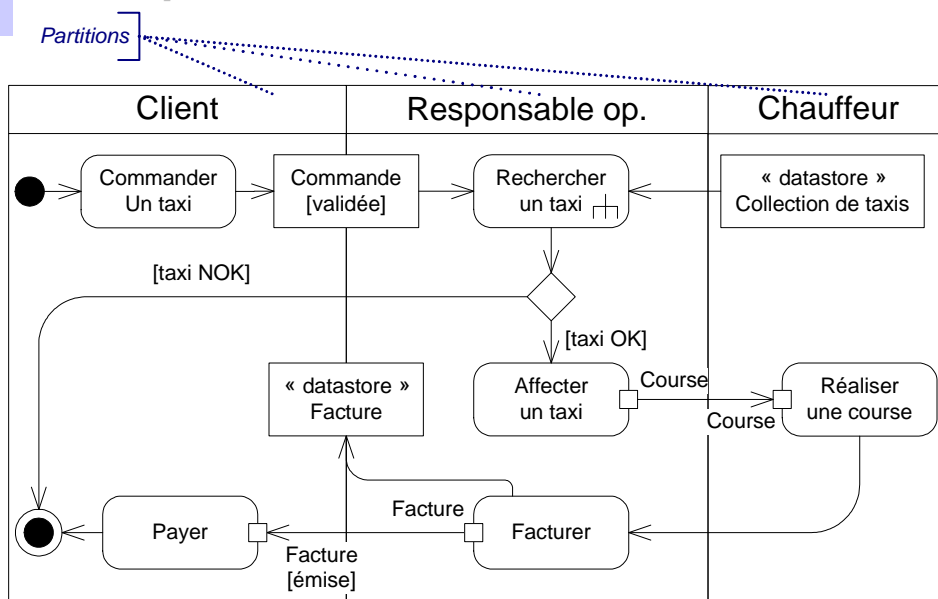 Partitions
Client
Responsable op.
Chauffeur
Commander
Un taxi
Commande
[validée]
Rechercher
un taxi
« datastore »
Collection de taxis
[taxi NOK]
[taxi OK]
« datastore »
Facture
Affecter
un taxi
Course
Course
Réaliser
une course
Payer
Facture
Facture
[émise]
Facturer